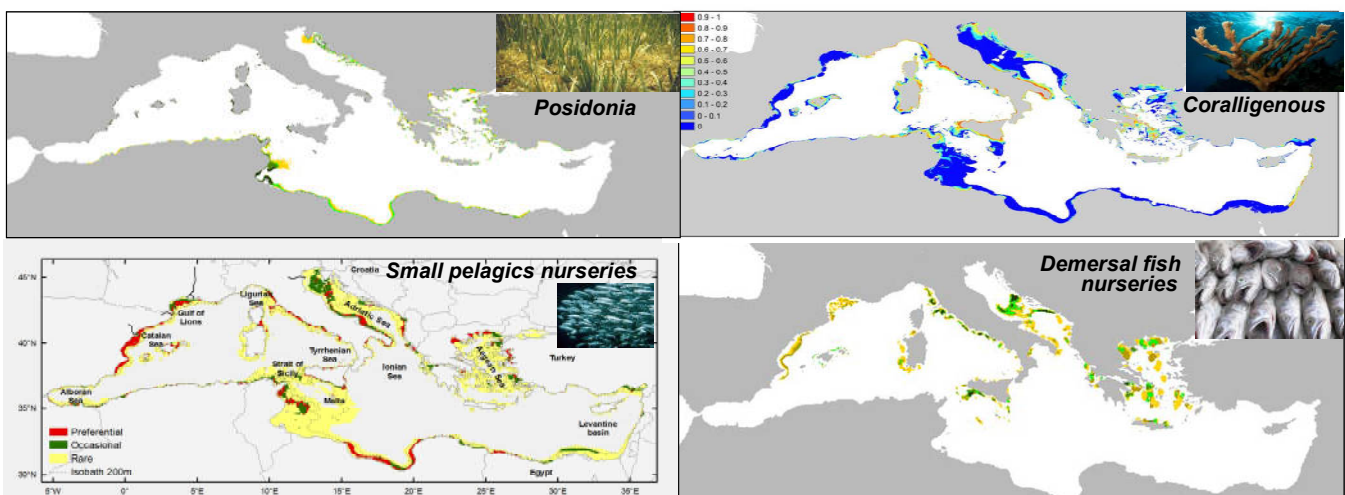 Posidonia
0.9 - 1
0.8 - 0.9
0.7 - 0.8
0.6 - 0.7
0.5 - 0.6
0.4 - 0.5
0.3 - 0.4
0.2 - 0.3
0.1 - 0.2
0 - 0.1
0
Coralligenous
Small pelagics nurseries
45°N
40°N
35°N
30°N
Croatia
Ligurian
Sea
Gulf of
Lions
Adriatic Sea
Catalan
Sea
Tyrrhenian
Sea
Aegean Sea
Turkey
Ionian
Sea
Strait of
Sicily
Alboran
Sea
Malta
Levantine
basin
Egypt
Preferential
Occasional
Rare
Isobath 200m
5°W
0°
5°E
10°E
15°E
20°E
25°E
30°E
35°E
Demersal fish
nurseries